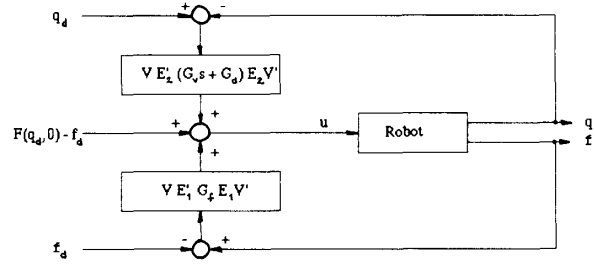 q_d + -
V E'_2 (G_v s + G_d) E_2 V'
+
F(q_d,0) - f_d + u Robot q
f
+
V E'_1 G_f E_1 V'
f_d - +